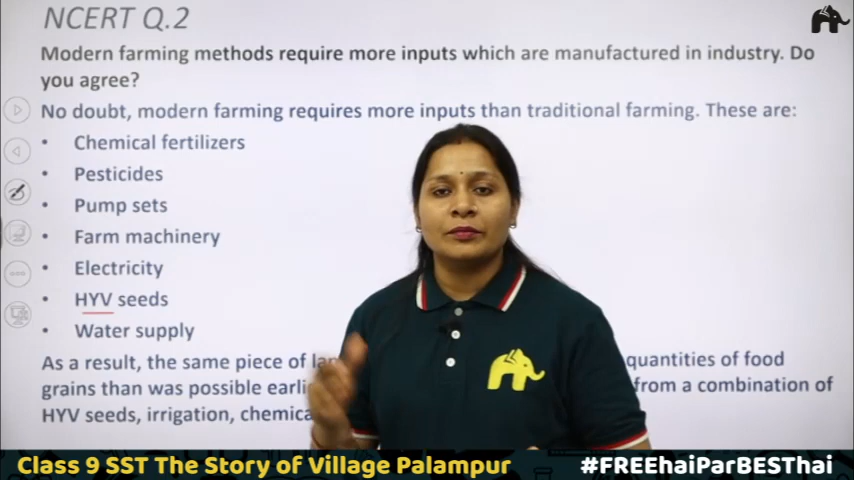 NCERT Q.2
Modern farming methods require more inputs which are manufactured in industry. Do
you agree?
No doubt, modern farming requires more inputs than traditional farming. These are:
• Chemical fertilizers
• Pesticides
• Pump sets
• Farm machinery
• Electricity
• HYV seeds
• Water supply
As a result, the same piece of quantities of food
grains than was possible from a combination of
HYV seeds, irrigation,
Class 9 SST The Story of Village Palampur #FREEhaiParBESThai